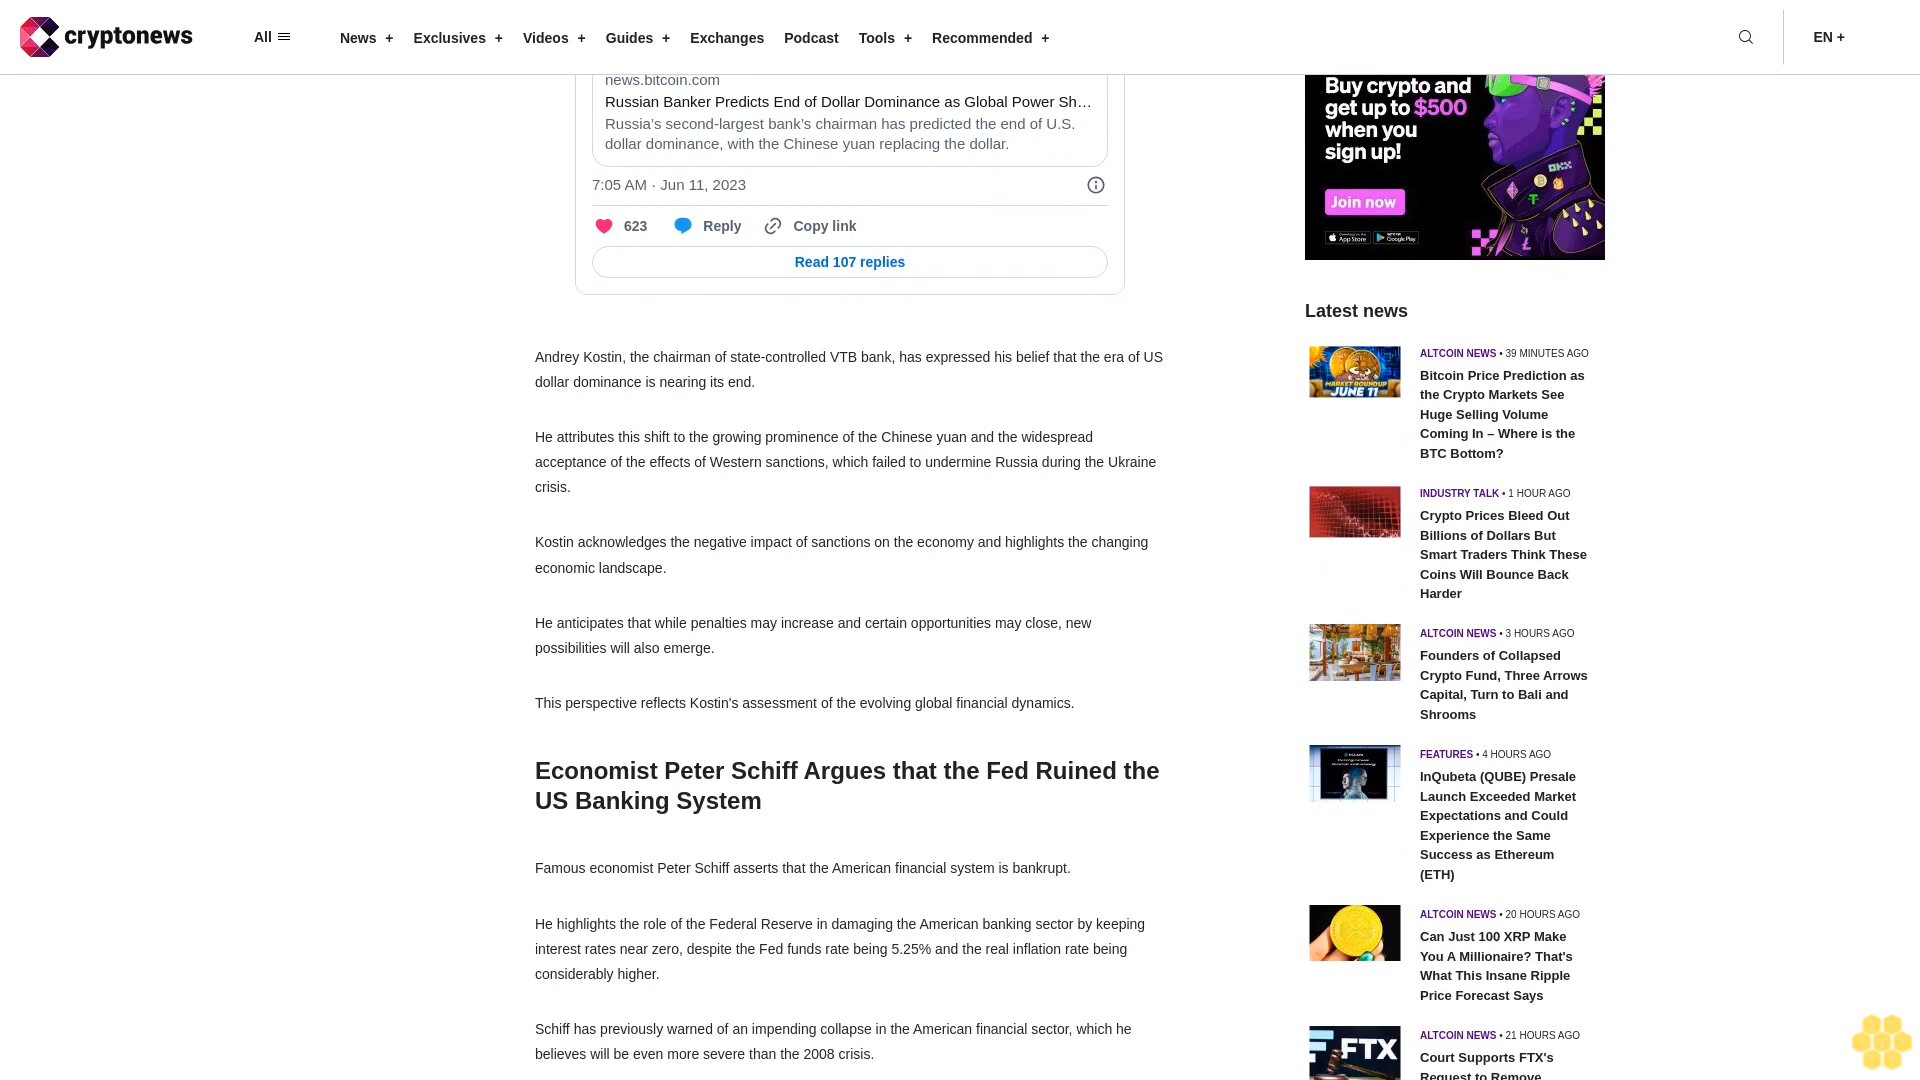 cryptonews
All
News +
Exclusives +
Videos +
Guides +
Exchanges
Podcast
Tools +
Recommended +
EN +
news.bitcoin.com
Russian Banker Predicts End of Dollar Dominance as Global Power Sh…
Russia’s second-largest bank’s chairman has predicted the end of U.S.
dollar dominance, with the Chinese yuan replacing the dollar.
7:05 AM · Jun 11, 2023
623
Reply
Copy link
Read 107 replies
Andrey Kostin, the chairman of state-controlled VTB bank, has expressed his belief that the era of US
dollar dominance is nearing its end.
He attributes this shift to the growing prominence of the Chinese yuan and the widespread
acceptance of the effects of Western sanctions, which failed to undermine Russia during the Ukraine
crisis.
Kostin acknowledges the negative impact of sanctions on the economy and highlights the changing
economic landscape.
He anticipates that while penalties may increase and certain opportunities may close, new
possibilities will also emerge.
This perspective reflects Kostin’s assessment of the evolving global financial dynamics.
Economist Peter Schiff Argues that the Fed Ruined the
US Banking System
Famous economist Peter Schiff asserts that the American financial system is bankrupt.
He highlights the role of the Federal Reserve in damaging the American banking sector by keeping
interest rates near zero, despite the Fed funds rate being 5.25% and the real inflation rate being
considerably higher.
Schiff has previously warned of an impending collapse in the American financial sector, which he
believes will be even more severe than the 2008 crisis.
Buy crypto and
get up to $500
when you
sign up!
Join now
App Store
Google Play
OKX
Latest news
MARKET ROUNDUP
JUNE 11
ALTCOIN NEWS • 39 MINUTES AGO
Bitcoin Price Prediction as
the Crypto Markets See
Huge Selling Volume
Coming In – Where is the
BTC Bottom?
INDUSTRY TALK • 1 HOUR AGO
Crypto Prices Bleed Out
Billions of Dollars But
Smart Traders Think These
Coins Will Bounce Back
Harder
ALTCOIN NEWS • 3 HOURS AGO
Founders of Collapsed
Crypto Fund, Three Arrows
Capital, Turn to Bali and
Shrooms
FEATURES • 4 HOURS AGO
InQubeta (QUBE) Presale
Launch Exceeded Market
Expectations and Could
Experience the Same
Success as Ethereum
(ETH)
ALTCOIN NEWS • 20 HOURS AGO
Can Just 100 XRP Make
You A Millionaire? That's
What This Insane Ripple
Price Forecast Says
FTX
ALTCOIN NEWS • 21 HOURS AGO
Court Supports FTX's
Request to Remove